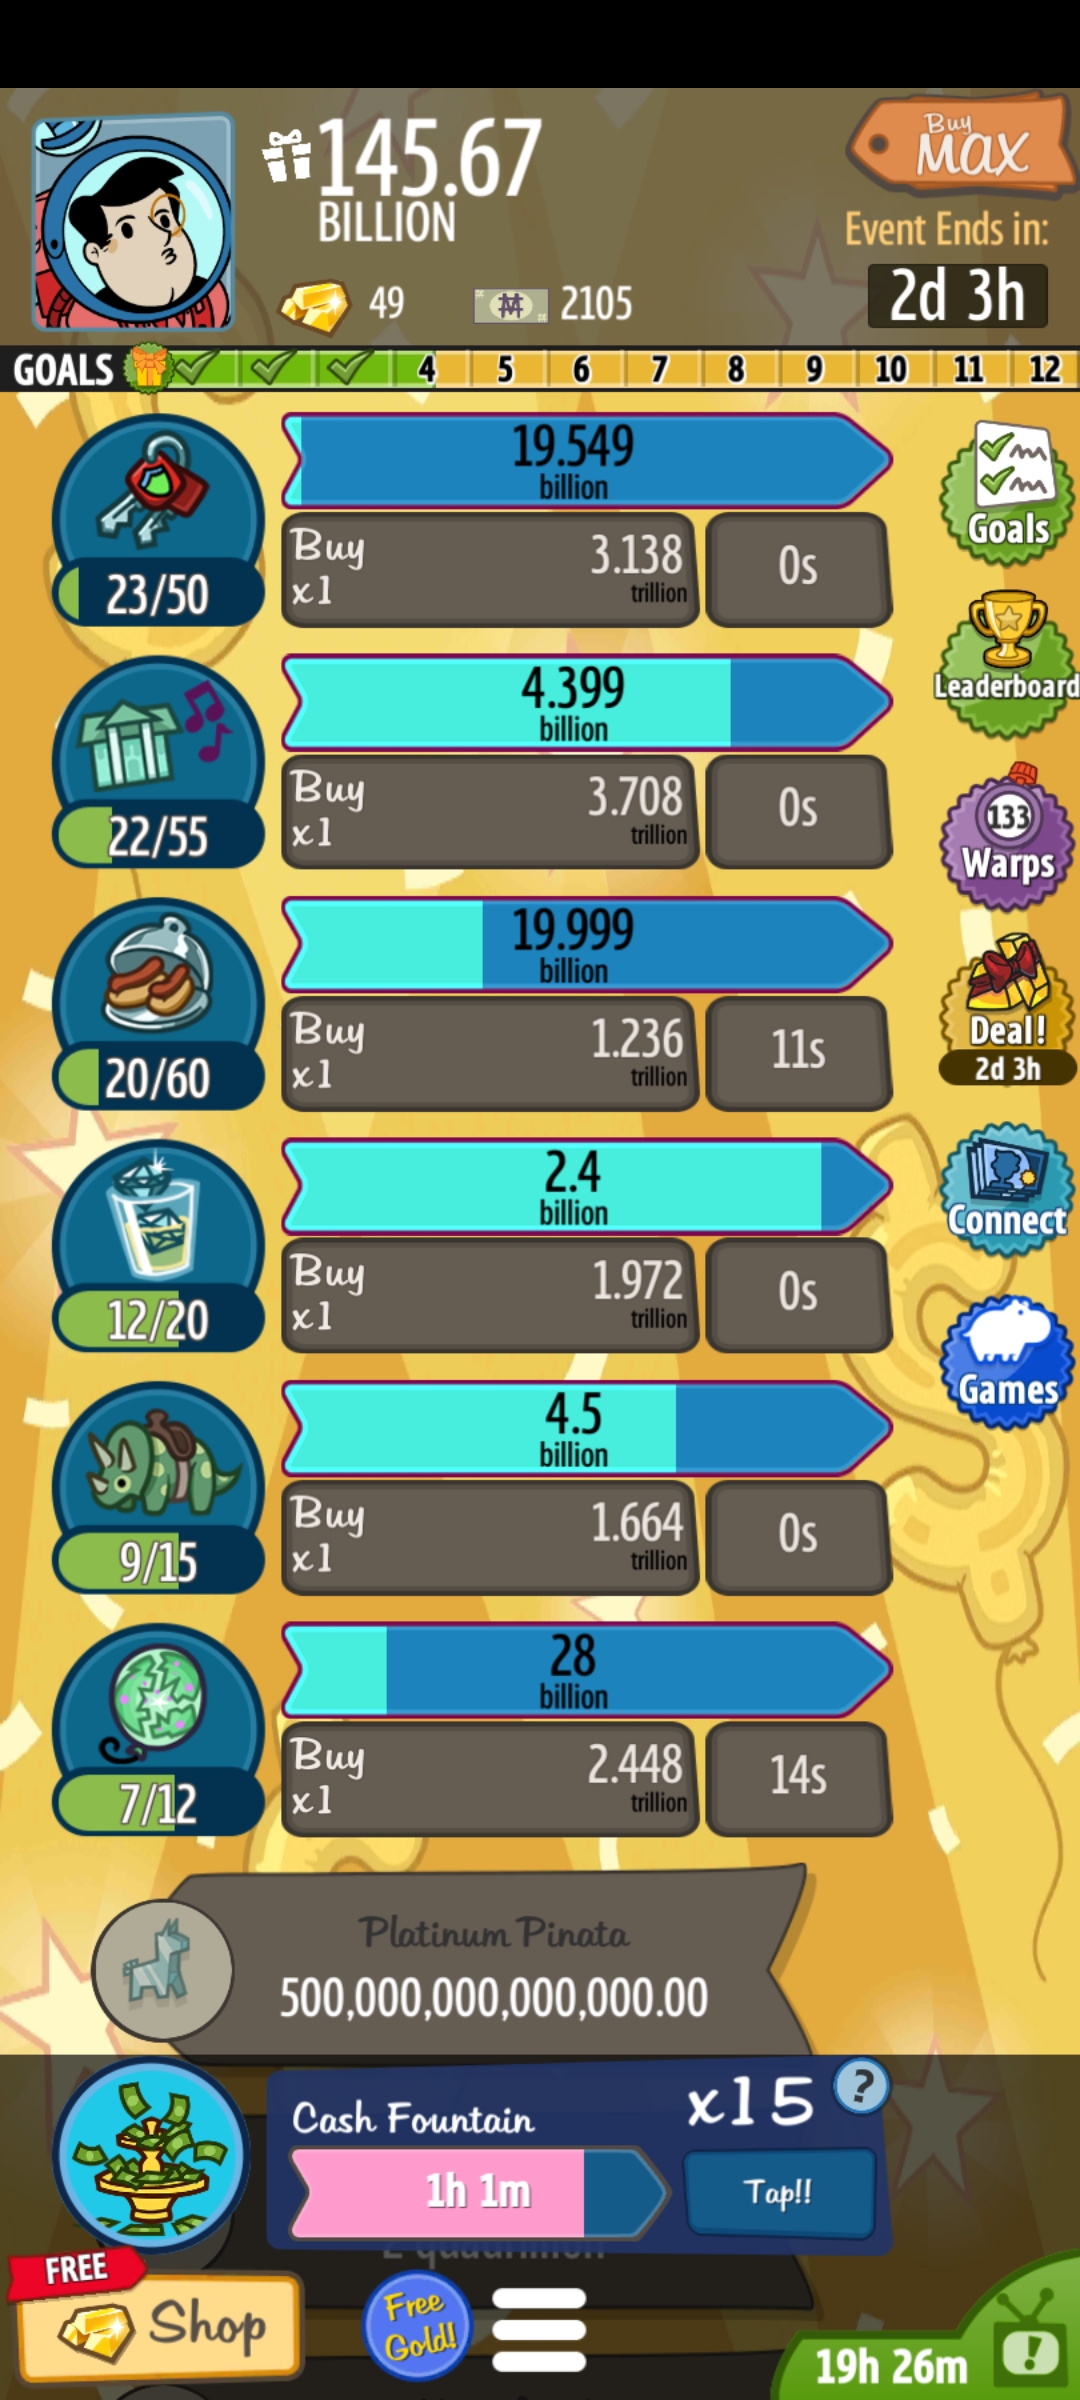 145.67
BILLION
Buy
MAX
Event Ends in:
49
2105
2d 3h
GOALS 4 5 6 7 8 9 10 11 12
19.549
billion
Buy
x1
3.138
trillion
0s
23/50
Goals
4.399
billion
Buy
x1
3.708
trillion
0s
22/55
Leaderboard
133
Warps
19.999
billion
Buy
x1
1.236
trillion
11s
20/60
Deal!
2d 3h
2.4
billion
Buy
x1
1.972
trillion
0s
12/20
Connect
4.5
billion
Buy
x1
1.664
trillion
0s
9/15
Games
28
billion
Buy
x1
2.448
trillion
14s
7/12
Platinum Pinata
500,000,000,000,000.00
Cash Fountain
x15
?
1h 1m
Tap!!
2 quadrillion
FREE
Shop
Free
Gold!
19h 26m